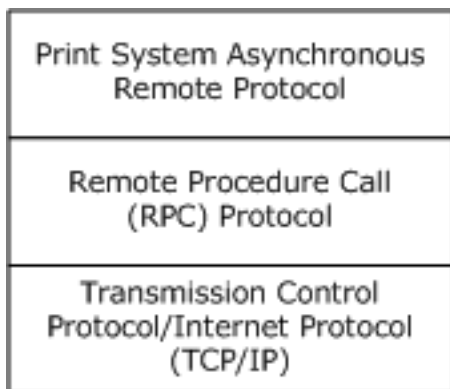 Print System Asynchronous
Remote Protocol
Remote Procedure Call
(RPC) Protocol
Transmission Control
Protocol/Internet Protocol
(TCP/IP)